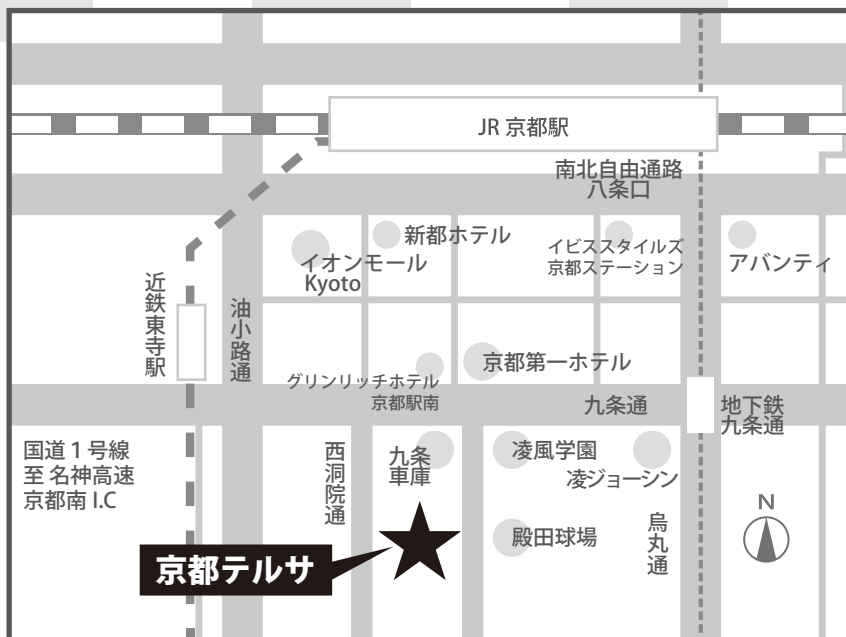 JR 京都駅
南北自由通路
八条口
新都ホテル
イオンモール
Kyoto
イビススタイルズ
京都ステーション
アバンティ
近鉄東寺駅
油小路通
京都第一ホテル
グリンリッチホテル
京都駅南
九条通
地下鉄
九条通
国道1号線
至 名神高速
京都南 I.C
西洞院通
九条
車庫
凌風学園
凌ジョーシン
烏丸通
殿田球場
N
京都テルサ